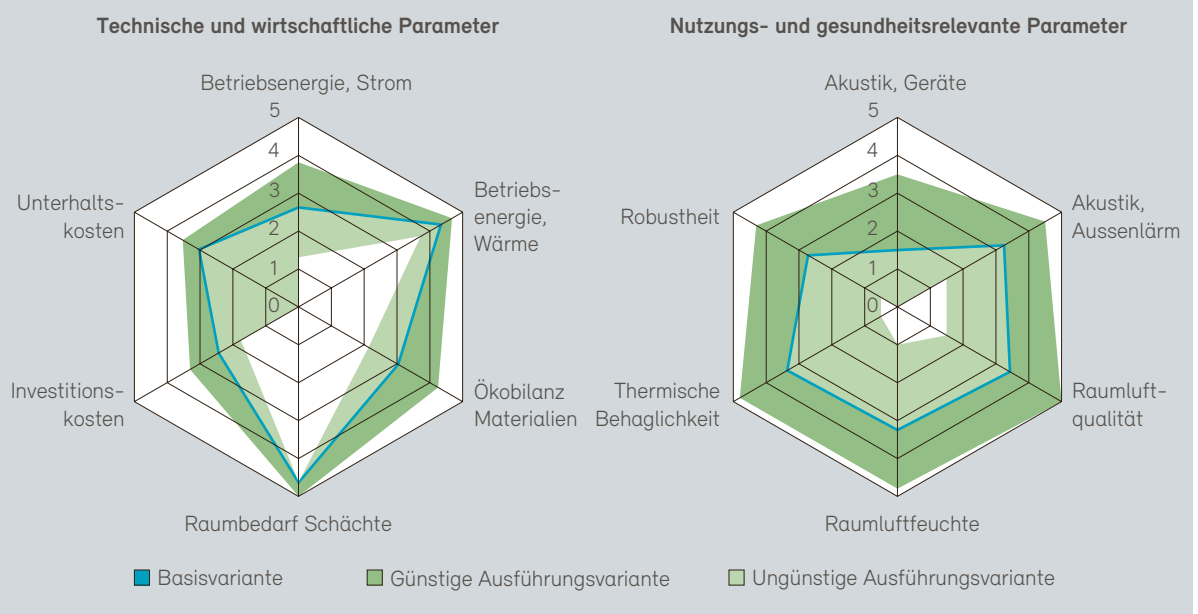 Technische und wirtschaftliche Parameter
Betriebsenergie, Strom
5
4
3
2
1
0
Betriebs-
energie,
Wärme
Ökobilanz
Materialien
Raumbedarf Schächte
Investitions-
kosten
Unterhalts-
kosten
Nutzungs- und gesundheitsrelevante Parameter
Akustik, Geräte
5
4
3
2
1
0
Akustik,
Aussenlärm
Raumluft-
qualität
Raumluftfeuchte
Thermische
Behaglichkeit
Robustheit
Basisvariante
Günstige Ausführungsvariante
Ungünstige Ausführungsvariante